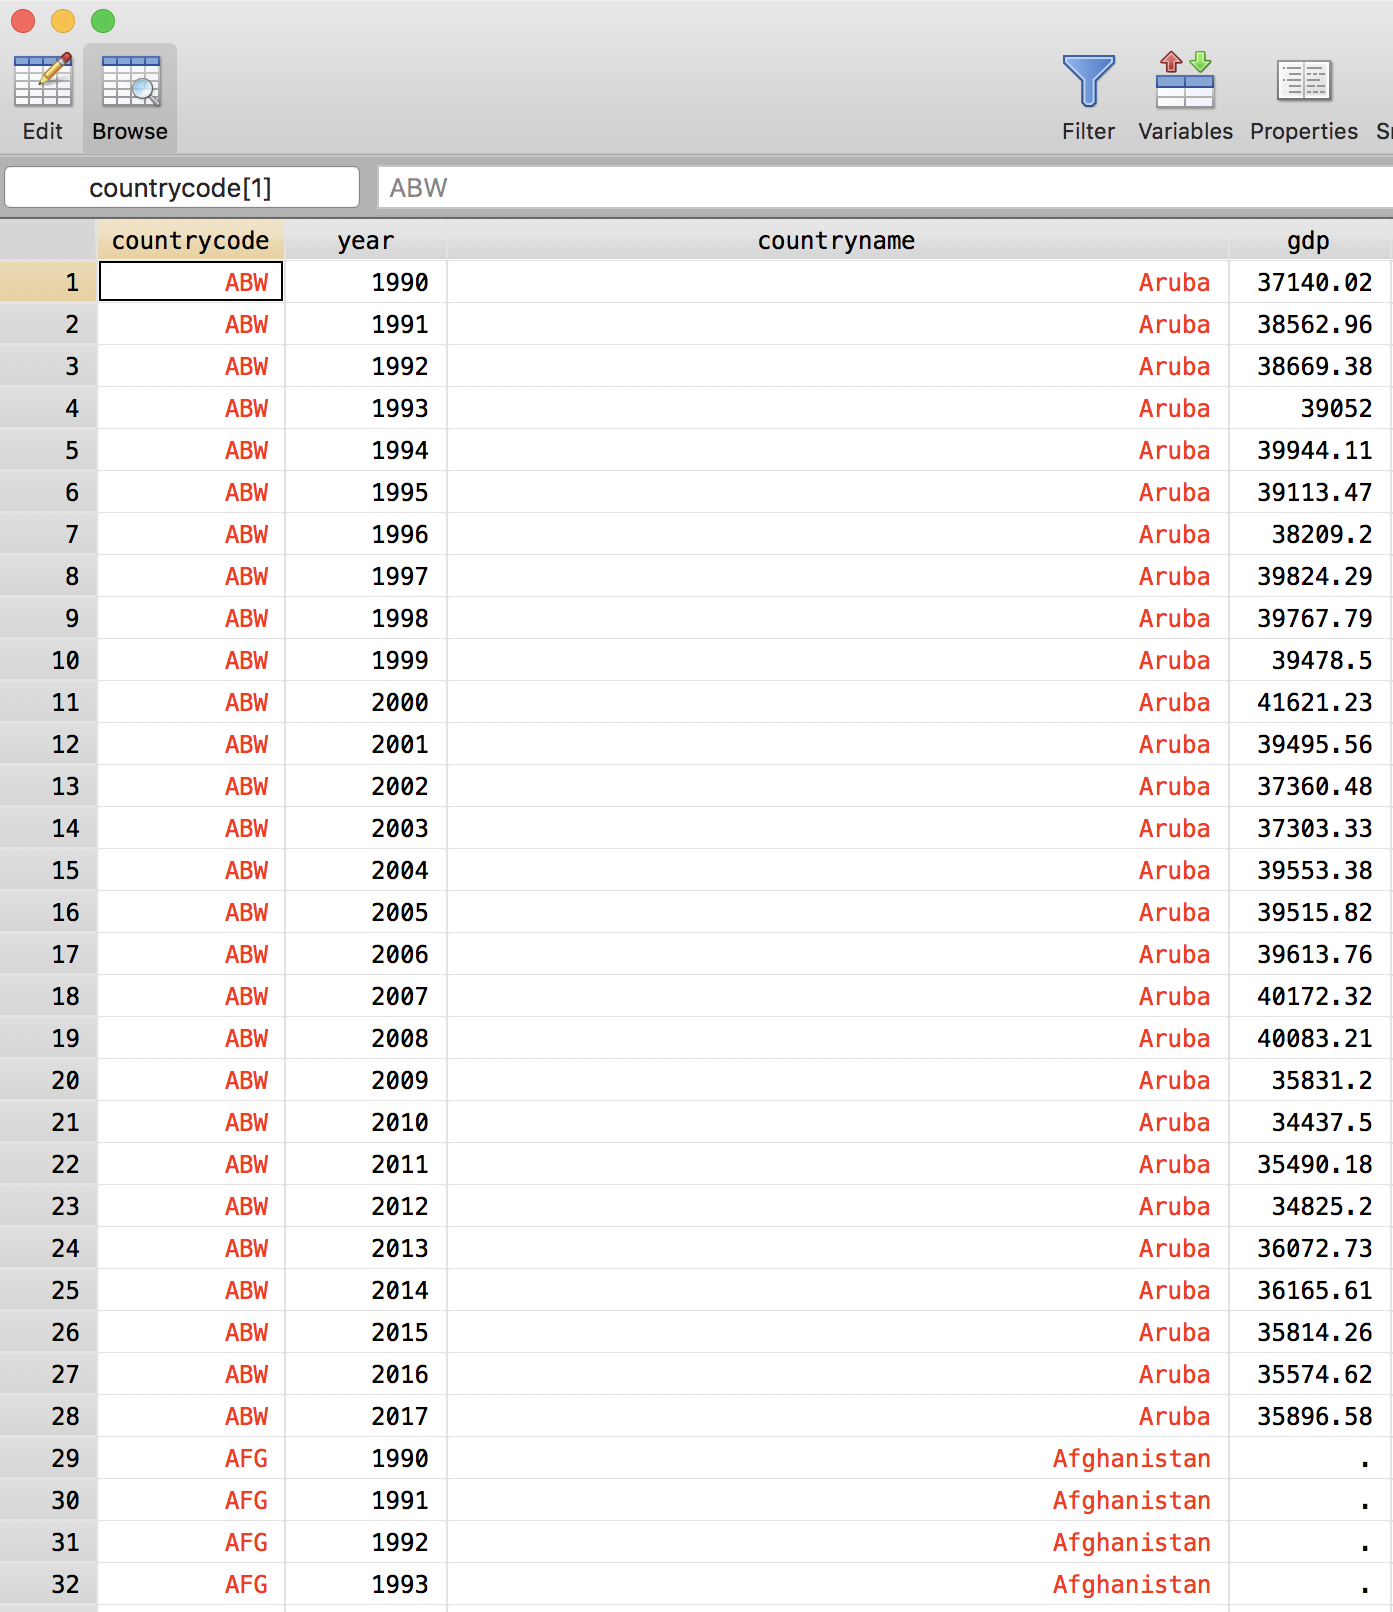 Edit Browse Filter Variables Properties
countrycode[1] ABW
countrycode year countryname gdp
1 ABW 1990 Aruba 37140.02
2 ABW 1991 Aruba 38562.96
3 ABW 1992 Aruba 38669.38
4 ABW 1993 Aruba 39052
5 ABW 1994 Aruba 39944.11
6 ABW 1995 Aruba 39113.47
7 ABW 1996 Aruba 38209.2
8 ABW 1997 Aruba 39824.29
9 ABW 1998 Aruba 39767.79
10 ABW 1999 Aruba 39478.5
11 ABW 2000 Aruba 41621.23
12 ABW 2001 Aruba 39495.56
13 ABW 2002 Aruba 37360.48
14 ABW 2003 Aruba 37303.33
15 ABW 2004 Aruba 39553.38
16 ABW 2005 Aruba 39515.82
17 ABW 2006 Aruba 39613.76
18 ABW 2007 Aruba 40172.32
19 ABW 2008 Aruba 40083.21
20 ABW 2009 Aruba 35831.2
21 ABW 2010 Aruba 34437.5
22 ABW 2011 Aruba 35490.18
23 ABW 2012 Aruba 34825.2
24 ABW 2013 Aruba 36072.73
25 ABW 2014 Aruba 36165.61
26 ABW 2015 Aruba 35814.26
27 ABW 2016 Aruba 35574.62
28 ABW 2017 Aruba 35896.58
29 AFG 1990 Afghanistan .
30 AFG 1991 Afghanistan .
31 AFG 1992 Afghanistan .
32 AFG 1993 Afghanistan .